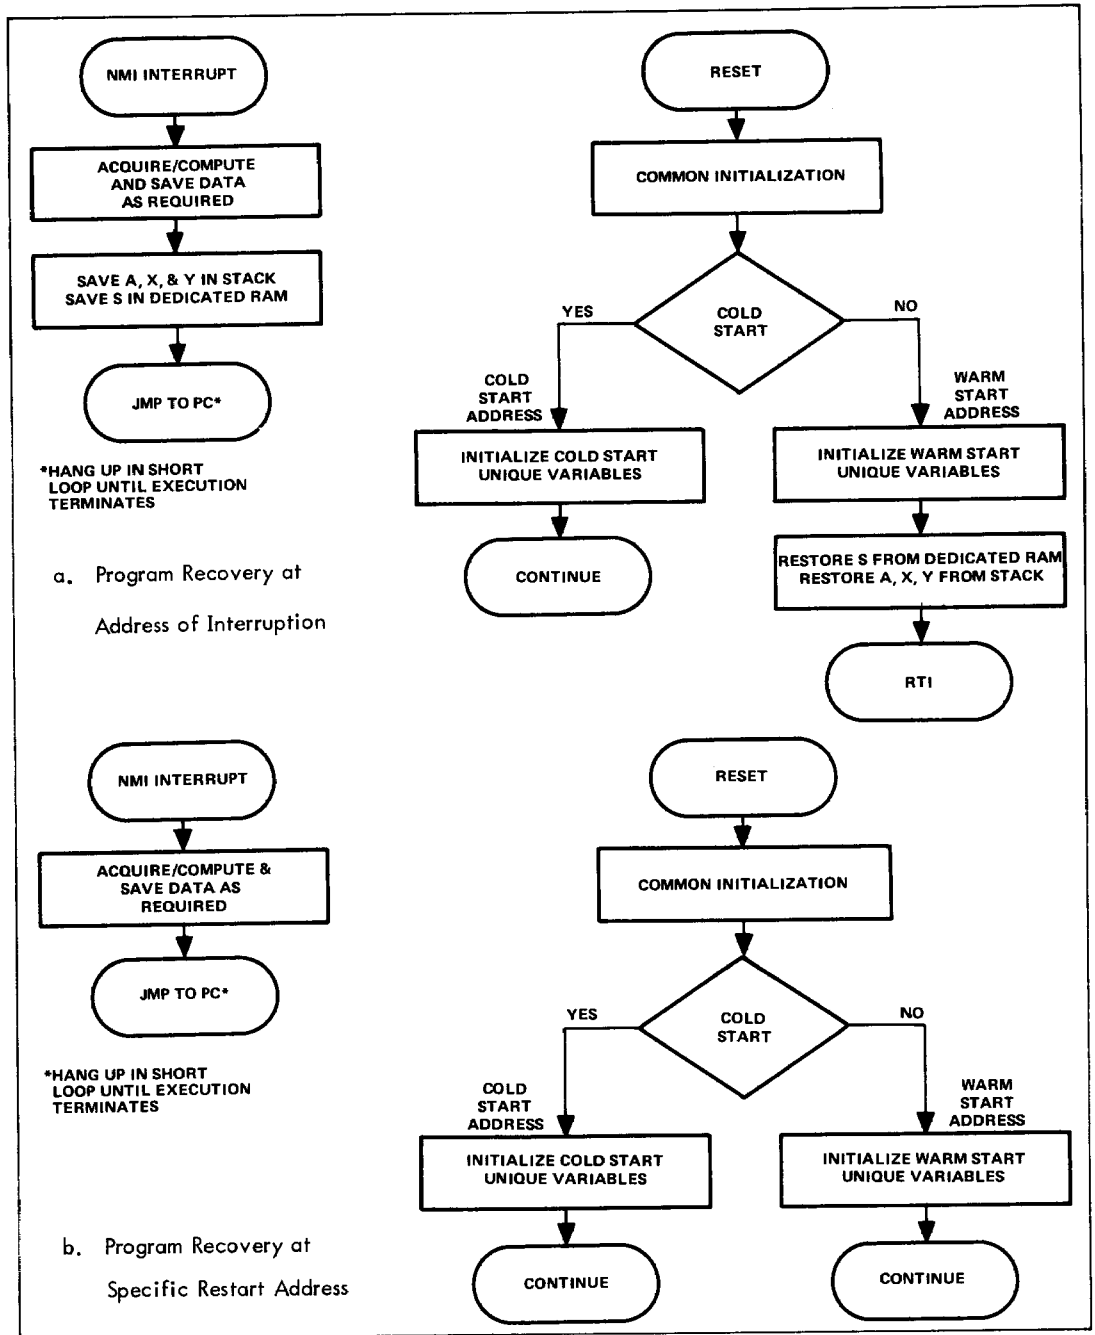 NMI INTERRUPT
ACQUIRE/COMPUTE
AND SAVE DATA
AS REQUIRED
SAVE A, X, & Y IN STACK
SAVE S IN DEDICATED RAM
JMP TO PC*
*HANG UP IN SHORT
LOOP UNTIL EXECUTION
TERMINATES
a. Program Recovery at
Address of Interruption
RESET
COMMON INITIALIZATION
COLD
START
YES
NO
COLD
START
ADDRESS
WARM
START
ADDRESS
INITIALIZE COLD START
UNIQUE VARIABLES
INITIALIZE WARM START
UNIQUE VARIABLES
CONTINUE
RESTORE S FROM DEDICATED RAM
RESTORE A, X, Y FROM STACK
RTI
NMI INTERRUPT
ACQUIRE/COMPUTE &
SAVE DATA AS
REQUIRED
JMP TO PC*
*HANG UP IN SHORT
LOOP UNTIL EXECUTION
TERMINATES
b. Program Recovery at
Specific Restart Address
RESET
COMMON INITIALIZATION
COLD
START
YES
NO
COLD
START
ADDRESS
WARM
START
ADDRESS
INITIALIZE COLD START
UNIQUE VARIABLES
INITIALIZE WARM START
UNIQUE VARIABLES
CONTINUE
CONTINUE